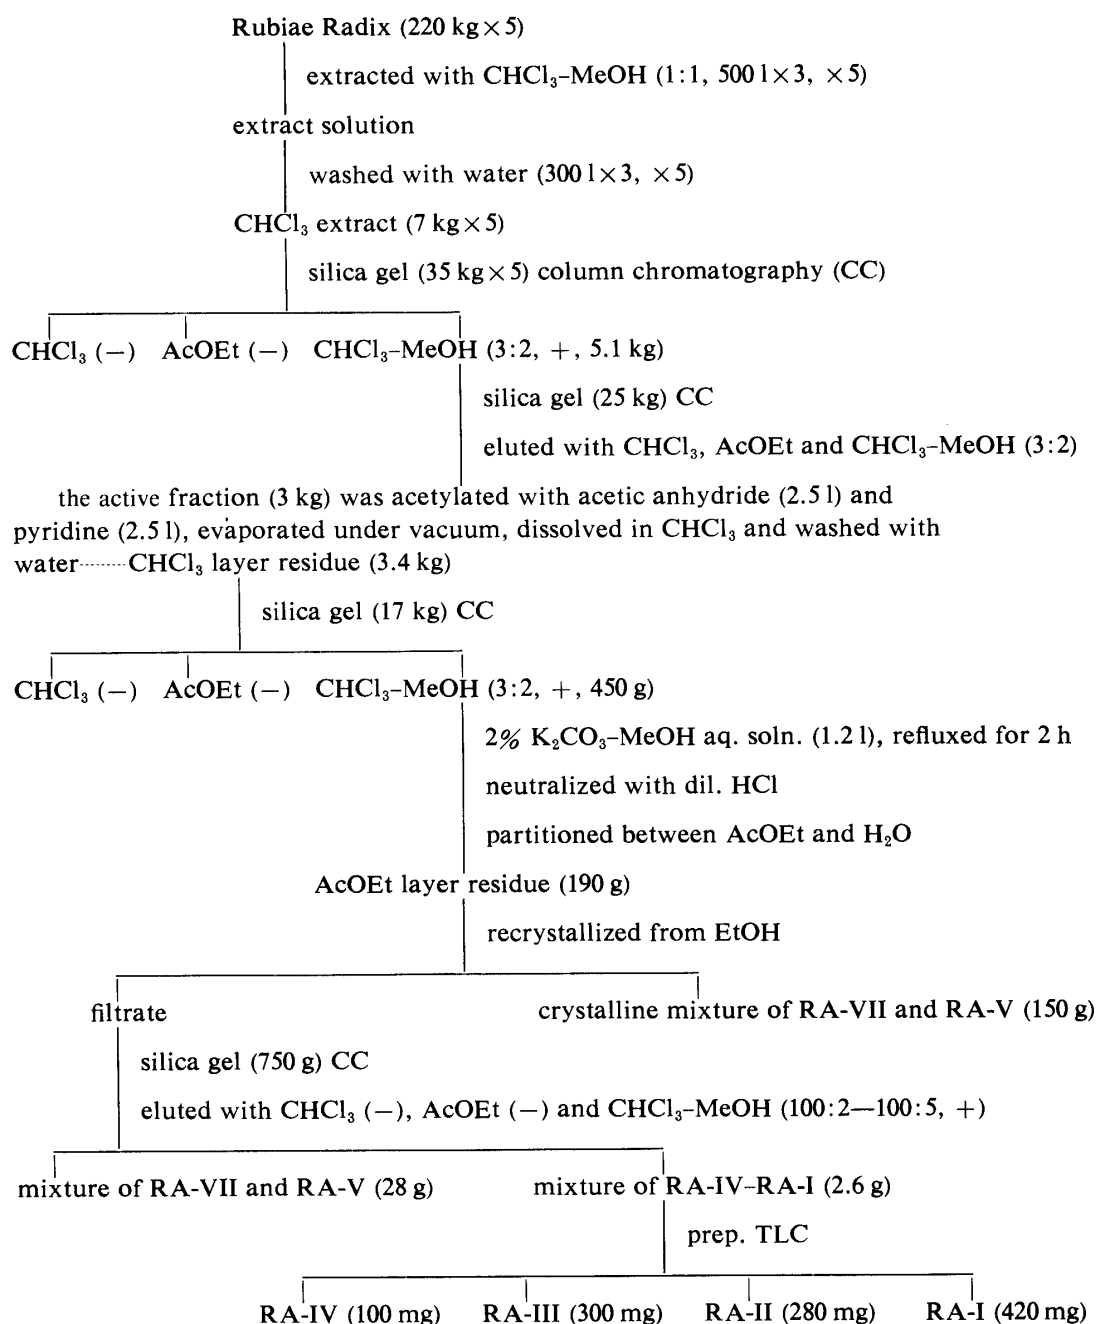 Rubiae Radix (220 kg × 5)
extracted with CHCl₃–MeOH (1:1, 500 l × 3, × 5)
extract solution
washed with water (300 l × 3, × 5)
CHCl₃ extract (7 kg × 5)
silica gel (35 kg × 5) column chromatography (CC)
CHCl₃ (−) AcOEt (−) CHCl₃–MeOH (3:2, +, 5.1 kg)
silica gel (25 kg) CC
eluted with CHCl₃, AcOEt and CHCl₃–MeOH (3:2)
the active fraction (3 kg) was acetylated with acetic anhydride (2.5 l) and
pyridine (2.5 l), evaporated under vacuum, dissolved in CHCl₃ and washed with
water········CHCl₃ layer residue (3.4 kg)
silica gel (17 kg) CC
CHCl₃ (−) AcOEt (−) CHCl₃–MeOH (3:2, +, 450 g)
2% K₂CO₃–MeOH aq. soln. (1.2 l), refluxed for 2 h
neutralized with dil. HCl
partitioned between AcOEt and H₂O
AcOEt layer residue (190 g)
recrystallized from EtOH
filtrate crystalline mixture of RA-VII and RA-V (150 g)
silica gel (750 g) CC
eluted with CHCl₃ (−), AcOEt (−) and CHCl₃–MeOH (100:2—100:5, +)
mixture of RA-VII and RA-V (28 g) mixture of RA-IV–RA-I (2.6 g)
prep. TLC
RA-IV (100 mg) RA-III (300 mg) RA-II (280 mg) RA-I (420 mg)